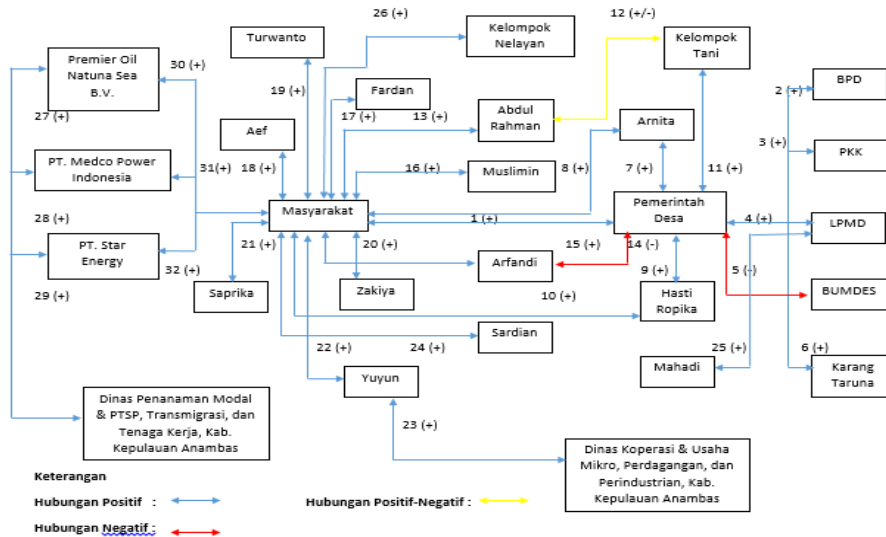 26 (+)
12 (+/-)
Turwanto
Kelompok
Nelayan
Kelompok
Tani
Premier Oil
Natuna Sea
B.V.
30 (+)
BPD
19 (+)
Fardan
2 (+)
27 (+)
17 (+)
13 (+)
Abdul
Rahman
Arnita
Aef
3 (+)
PKK
PT. Medco Power
Indonesia
31(+)
18 (+)
16 (+)
Muslimin
8 (+)
7 (+)
11 (+)
Masyarakat
Pemerintah
Desa
28 (+)
1 (+)
4 (+)
LPMD
PT. Star
Energy
21 (+)
20 (+)
15 (+)
14 (-)
32 (+)
Arfandi
9 (+)
5 (-)
29 (+)
Saprika
Zakiya
10 (+)
Hasti
Ropika
BUMDES
Sardian
22 (+)
24 (+)
25 (+)
6 (+)
Mahadi
Karang
Taruna
Yuyun
Dinas Penanaman Modal
& PTSP, Transmigrasi, dan
Tenaga Kerja, Kab.
Kepulauan Anambas
23 (+)
Dinas Koperasi & Usaha
Mikro, Perdagangan, dan
Perindustrian, Kab.
Kepulauan Anambas
Keterangan
Hubungan Positif :
Hubungan Positif-Negatif :
Hubungan Negatif :